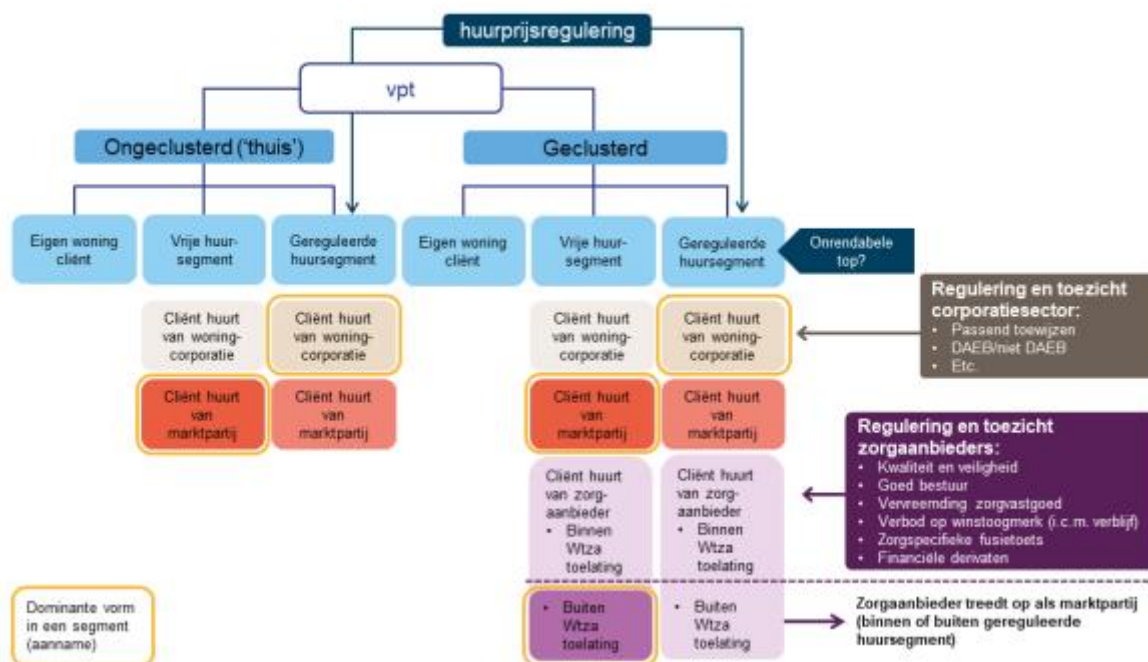 huurprijsregulering
vpt
Ongeclusterd ('thuis')
Geclusterd
Eigen woning
cliënt
Vrije huur-
segment
Gereguleerde
huursegment
Eigen woning
cliënt
Vrije huur-
segment
Gereguleerde
huursegment
Onrendabele
top?
Cliënt huurt
van woning-
corporatie
Cliënt huurt
van woning-
corporatie
Cliënt huurt
van woning-
corporatie
Cliënt huurt
van woning-
corporatie
Regulering en toezicht
corporatiesector:
• Passend toewijzen
• DAEB/niet DAEB
• Etc.
Cliënt huurt
van
marktpartij
Cliënt huurt
van
marktpartij
Cliënt huurt
van
marktpartij
Cliënt huurt
van
marktpartij
Cliënt huurt
van zorg-
aanbieder
• Binnen
Wtza
toelating
Cliënt huurt
van zorg-
aanbieder
• Binnen
Wtza
toelating
Regulering en toezicht
zorgaanbieders:
• Kwaliteit en veiligheid
• Goed bestuur
• Vervreemding zorgvastgoed
• Verbod op winstoogmerk (i.c.m. verblijf)
• Zorgspecifieke fusietoets
• Financiële derivaten
• Buiten
Wtza
toelating
• Buiten
Wtza
toelating
Zorgaanbieder treedt op als marktpartij
(binnen of buiten gereguleerde
huursegment)
Dominante vorm
in een segment
(aanname)